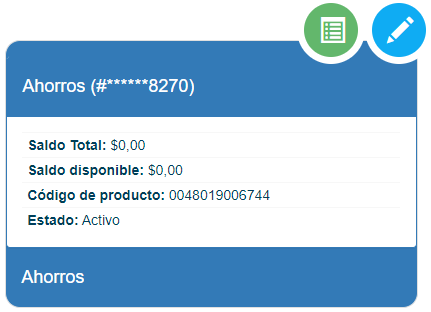 Ahorros (#******8270)
Saldo Total: $0,00
Saldo disponible: $0,00
Código de producto: 0048019006744
Estado: Activo
Ahorros